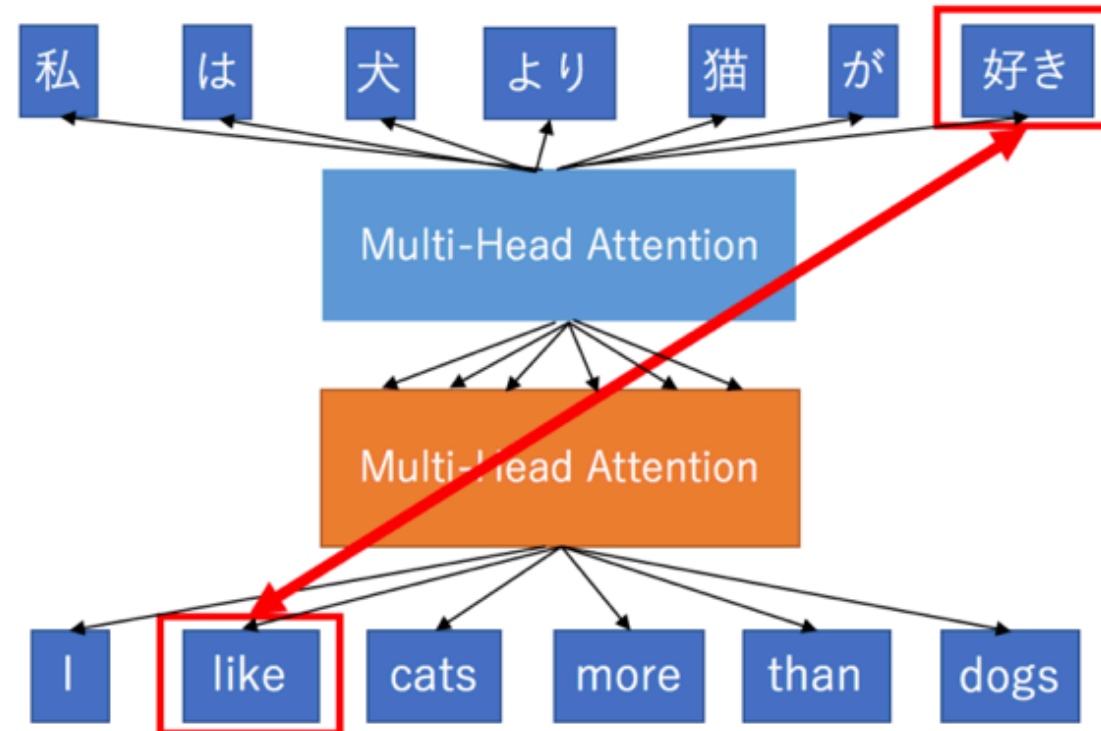 私 は 犬 より 猫 が 好き
Multi-Head Attention
Multi-Head Attention
I like cats more than dogs